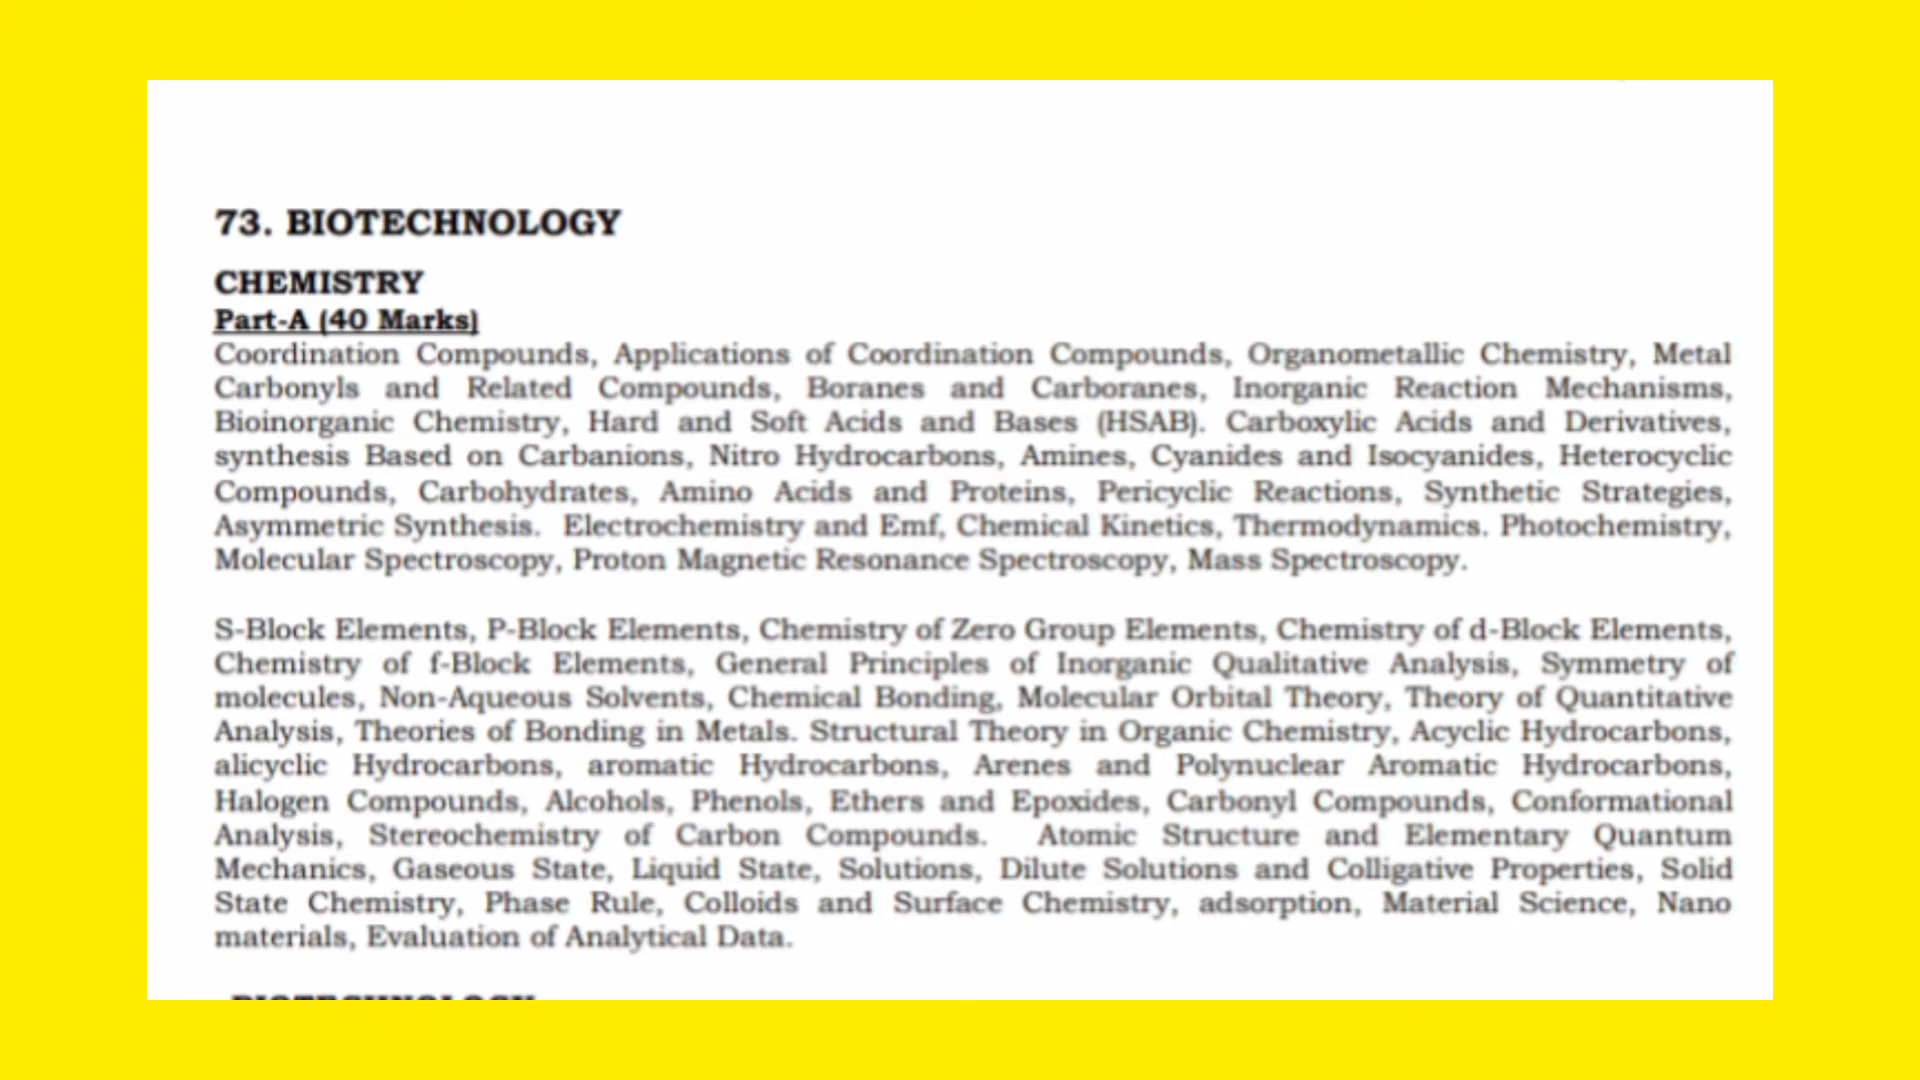 73. BIOTECHNOLOGY
CHEMISTRY
Part-A (40 Marks)
Coordination Compounds, Applications of Coordination Compounds, Organometallic Chemistry, Metal
Carbonyls and Related Compounds, Boranes and Carboranes, Inorganic Reaction Mechanisms,
Bioinorganic Chemistry, Hard and Soft Acids and Bases (HSAB). Carboxylic Acids and Derivatives,
synthesis Based on Carbanions, Nitro Hydrocarbons, Amines, Cyanides and Isocyanides, Heterocyclic
Compounds, Carbohydrates, Amino Acids and Proteins, Pericyclic Reactions, Synthetic Strategies,
Asymmetric Synthesis. Electrochemistry and Emf, Chemical Kinetics, Thermodynamics. Photochemistry,
Molecular Spectroscopy, Proton Magnetic Resonance Spectroscopy, Mass Spectroscopy.
S-Block Elements, P-Block Elements, Chemistry of Zero Group Elements, Chemistry of d-Block Elements,
Chemistry of f-Block Elements, General Principles of Inorganic Qualitative Analysis, Symmetry of
molecules, Non-Aqueous Solvents, Chemical Bonding, Molecular Orbital Theory, Theory of Quantitative
Analysis, Theories of Bonding in Metals. Structural Theory in Organic Chemistry, Acyclic Hydrocarbons,
alicyclic Hydrocarbons, aromatic Hydrocarbons, Arenes and Polynuclear Aromatic Hydrocarbons,
Halogen Compounds, Alcohols, Phenols, Ethers and Epoxides, Carbonyl Compounds, Conformational
Analysis, Stereochemistry of Carbon Compounds. Atomic Structure and Elementary Quantum
Mechanics, Gaseous State, Liquid State, Solutions, Dilute Solutions and Colligative Properties, Solid
State Chemistry, Phase Rule, Colloids and Surface Chemistry, adsorption, Material Science, Nano
materials, Evaluation of Analytical Data.